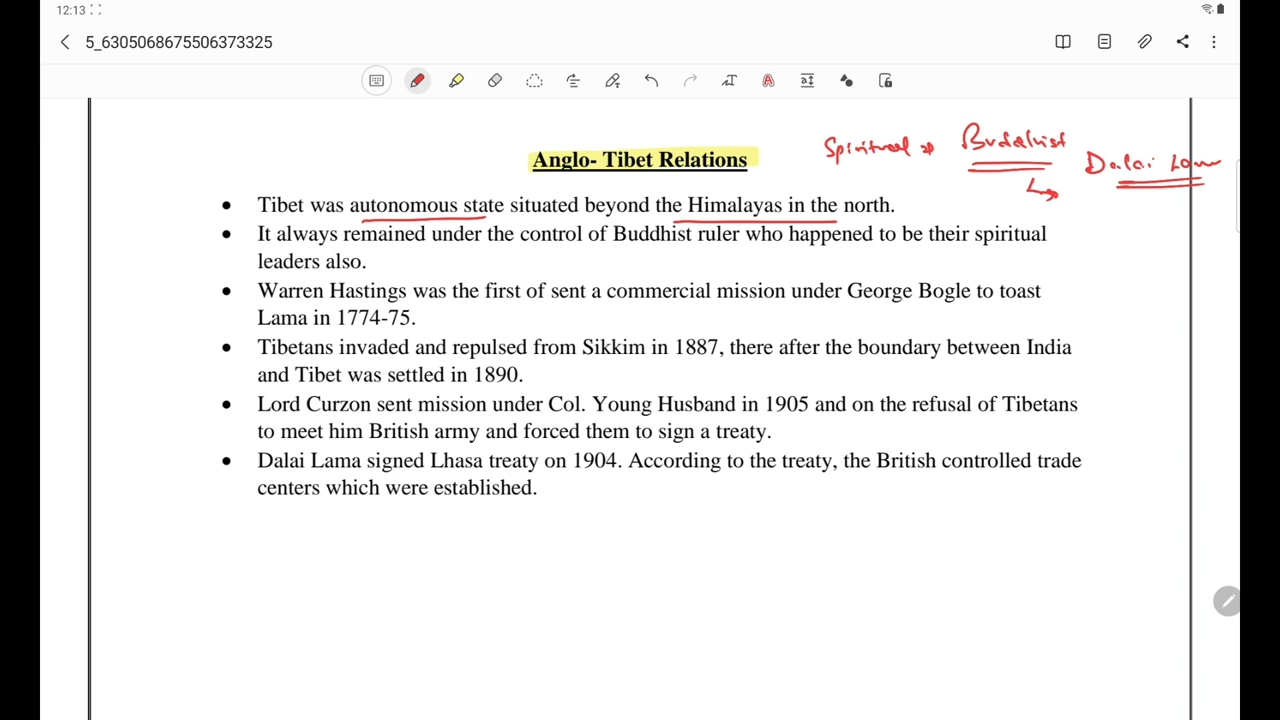 12:13
5_6305068675506373325
Spiritual → Buddhist
↳ Dalai Lama
Anglo- Tibet Relations
• Tibet was autonomous state situated beyond the Himalayas in the north.
• It always remained under the control of Buddhist ruler who happened to be their spiritual
leaders also.
• Warren Hastings was the first of sent a commercial mission under George Bogle to toast
Lama in 1774-75.
• Tibetans invaded and repulsed from Sikkim in 1887, there after the boundary between India
and Tibet was settled in 1890.
• Lord Curzon sent mission under Col. Young Husband in 1905 and on the refusal of Tibetans
to meet him British army and forced them to sign a treaty.
• Dalai Lama signed Lhasa treaty on 1904. According to the treaty, the British controlled trade
centers which were established.